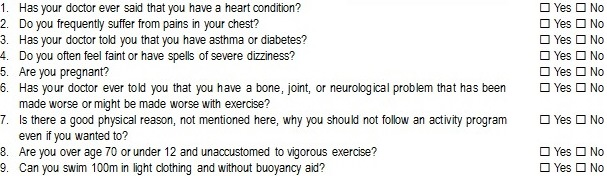 1. Has your doctor ever said that you have a heart condition? ☐ Yes ☐ No
2. Do you frequently suffer from pains in your chest? ☐ Yes ☐ No
3. Has your doctor told you that you have asthma or diabetes? ☐ Yes ☐ No
4. Do you often feel faint or have spells of severe dizziness? ☐ Yes ☐ No
5. Are you pregnant? ☐ Yes ☐ No
6. Has your doctor ever told you that you have a bone, joint, or neurological problem that has been ☐ Yes ☐ No
made worse or might be made worse with exercise?
7. Is there a good physical reason, not mentioned here, why you should not follow an activity program ☐ Yes ☐ No
even if you wanted to?
8. Are you over age 70 or under 12 and unaccustomed to vigorous exercise? ☐ Yes ☐ No
9. Can you swim 100m in light clothing and without buoyancy aid? ☐ Yes ☐ No